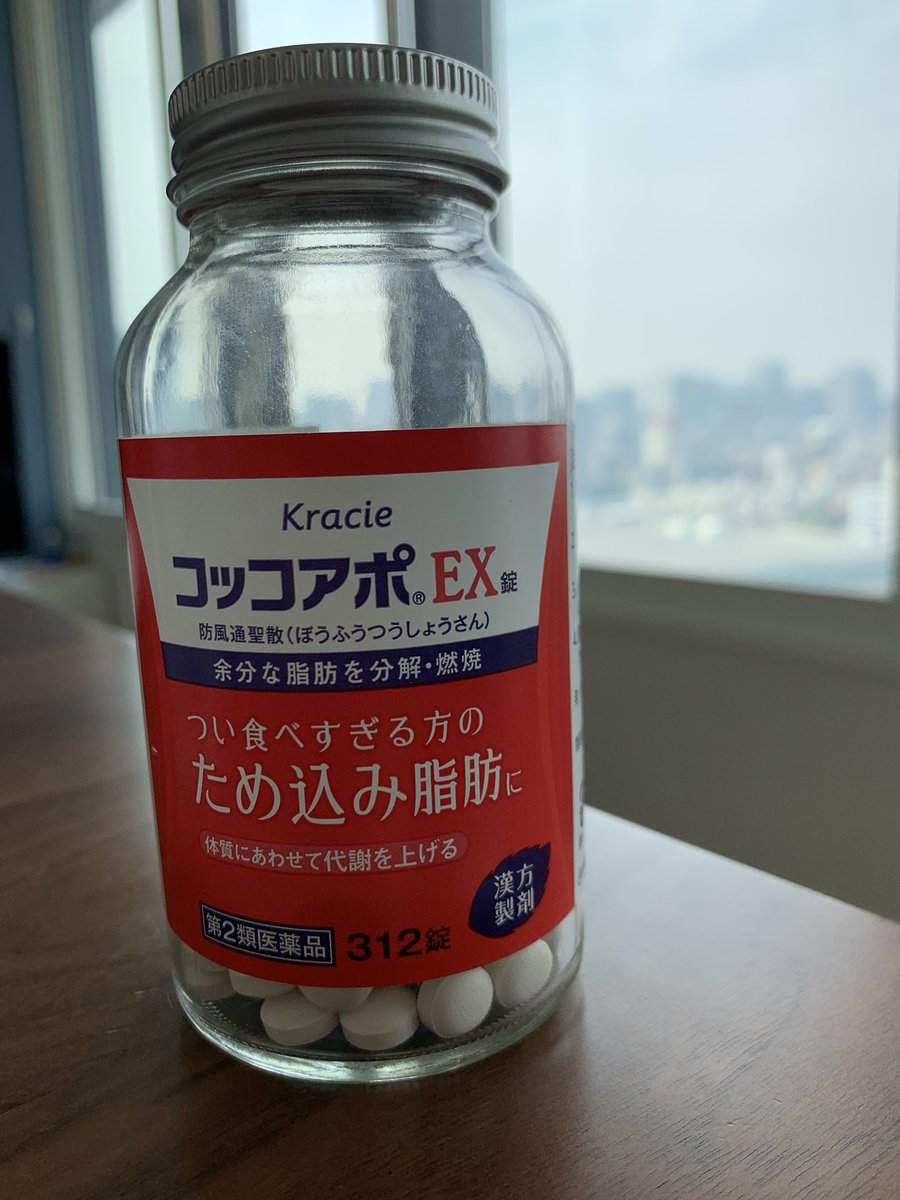 Kracie
コッコアポ® EX錠
防風通聖散(ぼうふうつうしょうさん)
余分な脂肪を分解・燃焼
つい食べすぎる方の
ため込み脂肪に
体質にあわせて代謝を上げる
漢方
製剤
第2類医薬品 312錠